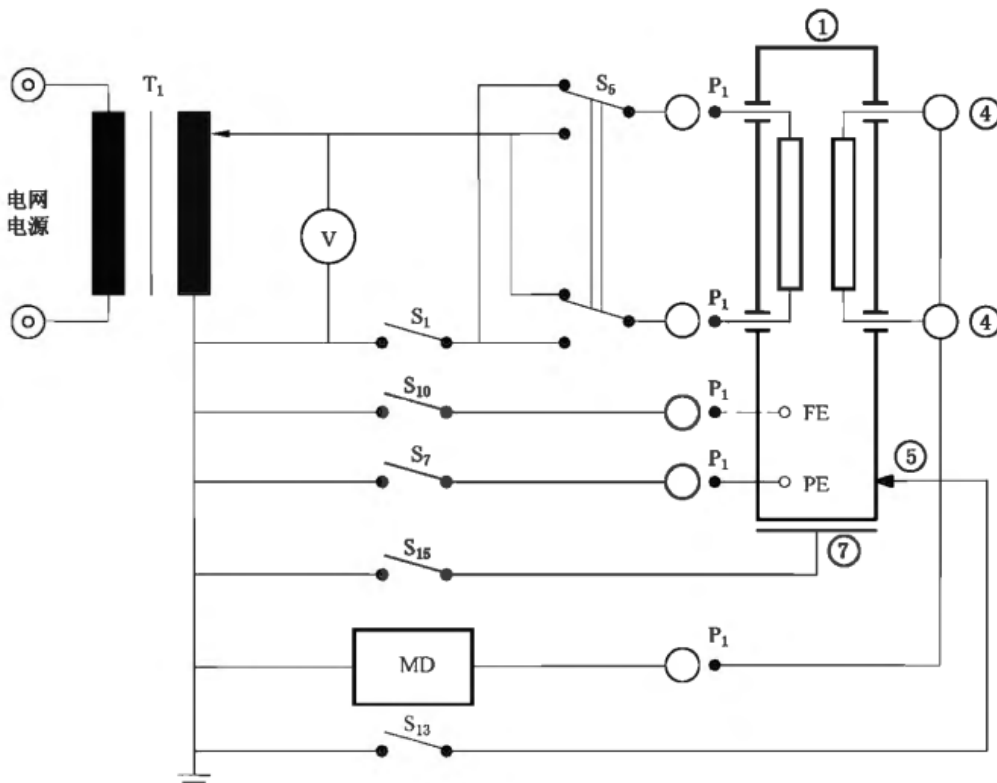 ①
T₁
S₅
P₁
④
电网
电源
V
P₁
④
S₁
S₁₀
P₁
FE
S₇
P₁
PE
⑤
S₁₅
⑦
MD
P₁
S₁₃